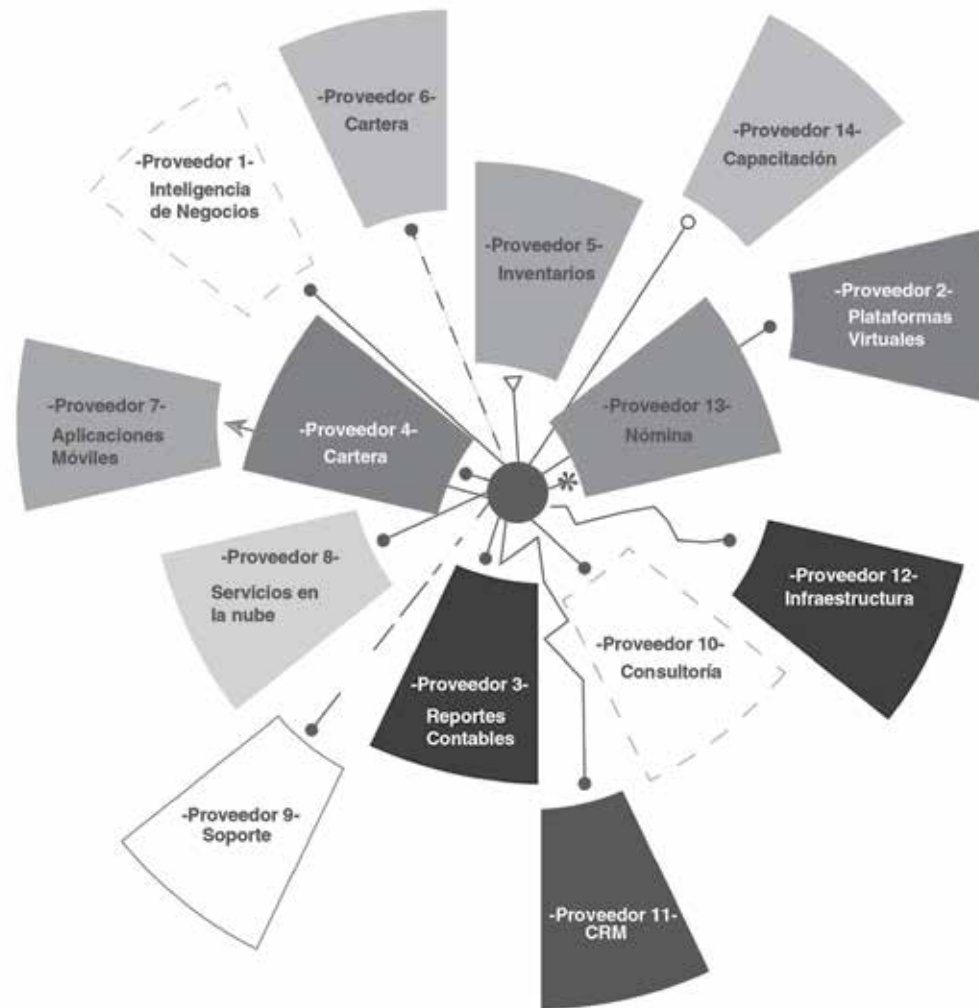 -Proveedor 6-
Cartera
-Proveedor 14-
Capacitación
-Proveedor 1-
Inteligencia
de Negocios
-Proveedor 5-
Inventarios
-Proveedor 2-
Plataformas
Virtuales
-Proveedor 7-
Aplicaciones
Móviles
-Proveedor 4-
Cartera
-Proveedor 13-
Nómina
-Proveedor 8-
Servicios en
la nube
-Proveedor 12-
Infraestructura
-Proveedor 10-
Consultoría
-Proveedor 3-
Reportes
Contables
-Proveedor 9-
Soporte
-Proveedor 11-
CRM